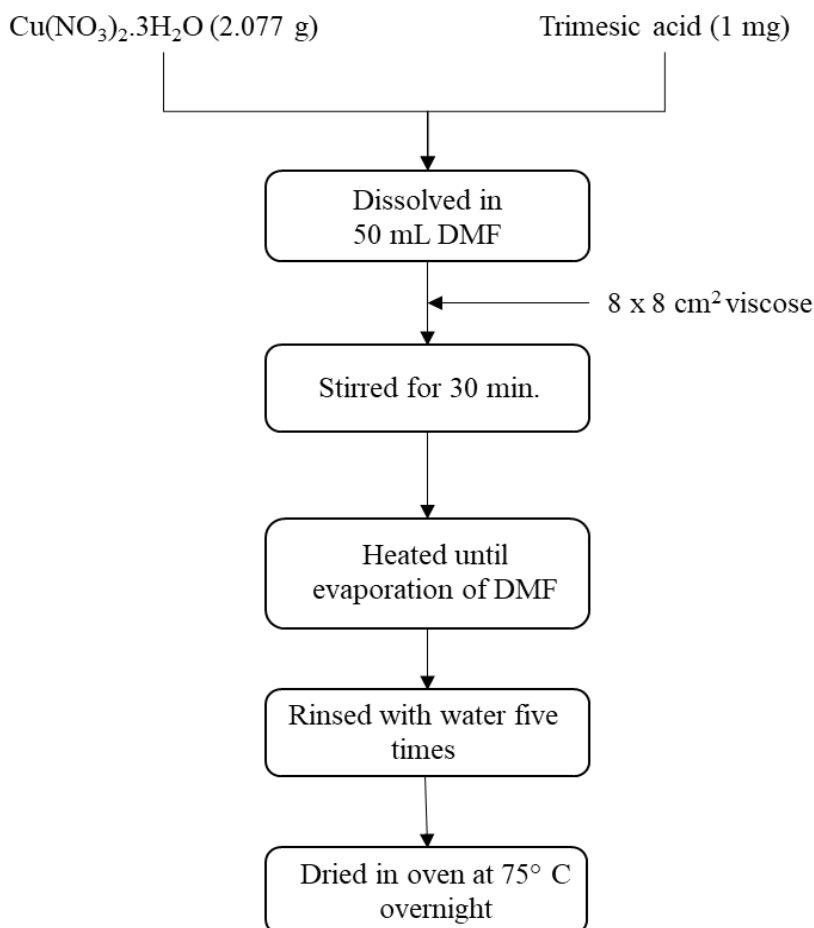 Cu(NO₃)₂.3H₂O (2.077 g)
Trimesic acid (1 mg)
Dissolved in
50 mL DMF
8 x 8 cm² viscose
Stirred for 30 min.
Heated until
evaporation of DMF
Rinsed with water five
times
Dried in oven at 75° C
overnight